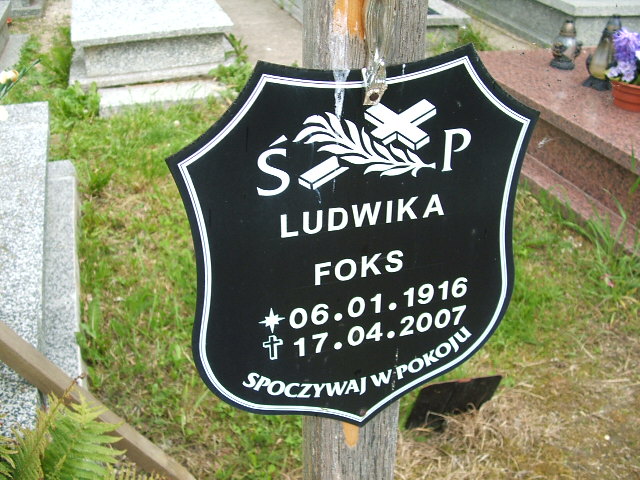 Ś P
LUDWIKA
FOKS
06.01.1916
17.04.2007
SPOCZYWAJ W POKOJU